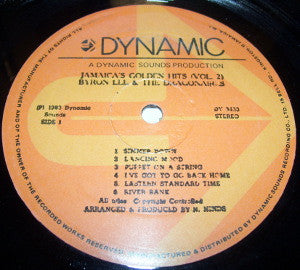 DYNAMIC
A DYNAMIC SOUNDS PRODUCTION
JAMAICA'S GOLDEN HITS (VOL. 2)
BYRON LEE & THE DRAGONAIRES
(P) 1983 Dynamic
Sounds
SIDE 1
DY 3433
STEREO
1 SIMMER DOWN
2 DANCING MOOD
3 PUPPET ON A STRING
4 I'VE GOT TO GO BACK HOME
5 EASTERN STANDARD TIME
6 RIVER BANK
All titles Copyright Controlled
ARRANGED & PRODUCED BY N. HINDS
ALL RIGHTS OF THE MANUFACTURER AND OF THE OWNER OF THE RECORDED WORKS RESERVED
MANUFACTURED & DISTRIBUTED BY DYNAMIC SOUNDS RECORDING CO.